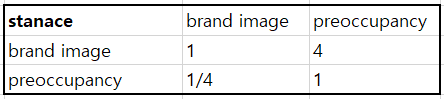 stanace brand image preoccupancy
brand image 1 4
preoccupancy 1/4 1